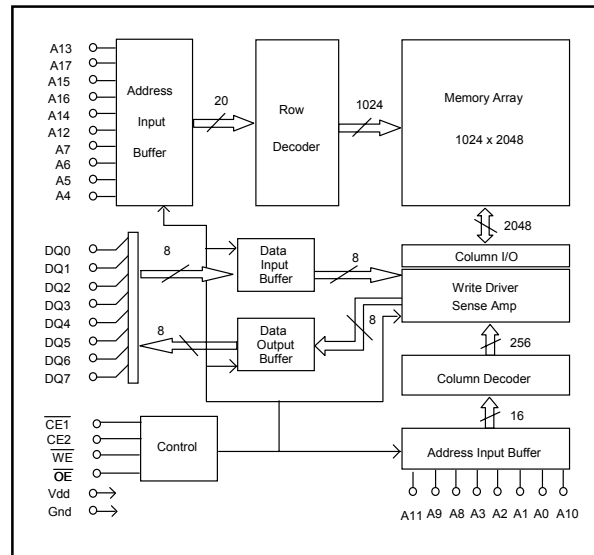 A13
A17
A15
A16
A14
A12
A7
A6
A5
A4
Address
Input
Buffer
20
Row
Decoder
1024
Memory Array
1024 x 2048
2048
DQ0
DQ1
DQ2
DQ3
DQ4
DQ5
DQ6
DQ7
8
Data
Input
Buffer
8
Column I/O
Write Driver
Sense Amp
8
Data
Output
Buffer
8
256
Column Decoder
16
CE1
CE2
WE
OE
Vdd
Gnd
Control
Address Input Buffer
A11 A9 A8 A3 A2 A1 A0 A10